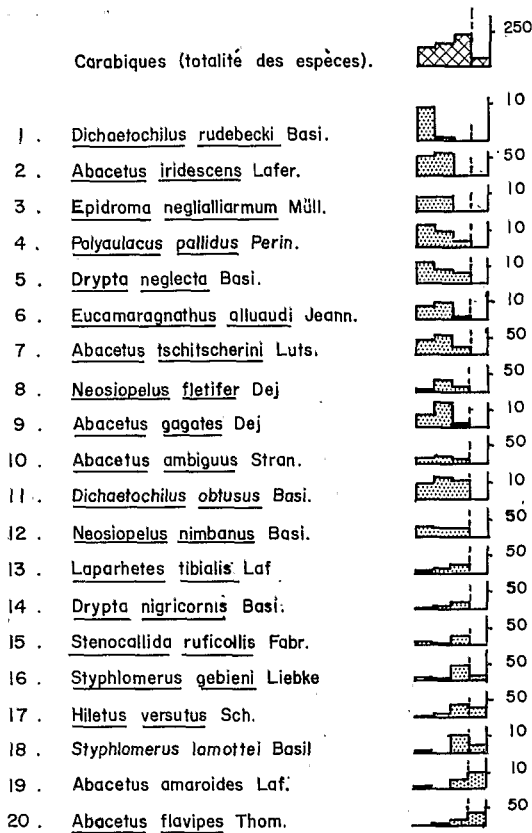 250
Carabiques (totalité des espèces).
10
1 . Dichaetochilus rudebecki Basi.
50
2 . Abacetus iridescens Lafer.
10
3 . Epidroma neglialliarmum Müll.
10
4 . Polyaulacus pallidus Perin.
10
5 . Drypta neglecta Basi.
10
6 . Eucamaragnathus alluaudi Jeann.
50
7 . Abacetus tschitscherini Luts.
50
8 . Neosiopelus fletifer Dej
10
9 . Abacetus gagates Dej
50
10 . Abacetus ambiguus Stran.
10
11 . Dichaetochilus obtusus Basi.
50
12 . Neosiopelus nimbanus Basi.
50
13 . Laparhetes tibialis Laf
50
14 . Drypta nigricornis Basi.
50
15 . Stenocallida ruficollis Fabr.
50
16 . Styphlomerus gebieni Liebke
50
17 . Hiletus versutus Sch.
10
18 . Styphlomerus lamottei Basil
10
19 . Abacetus amaroides Laf.
50
20 . Abacetus flavipes Thom.